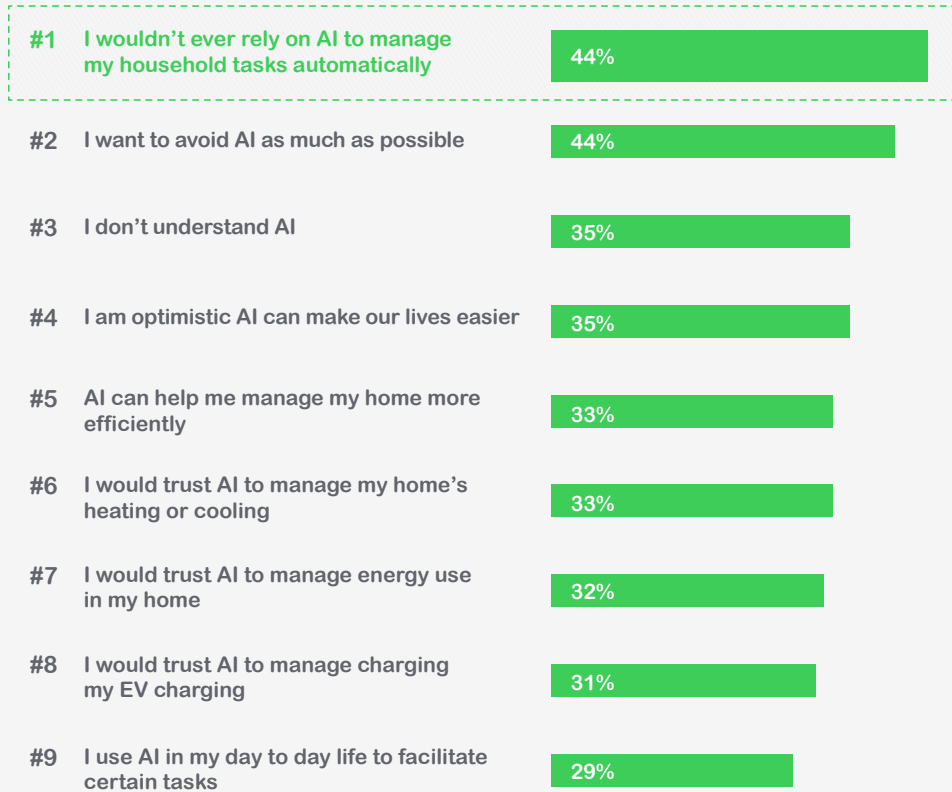 #1 I wouldn’t ever rely on AI to manage
my household tasks automatically
44%
#2 I want to avoid AI as much as possible
44%
#3 I don’t understand AI
35%
#4 I am optimistic AI can make our lives easier
35%
#5 AI can help me manage my home more
efficiently
33%
#6 I would trust AI to manage my home’s
heating or cooling
33%
#7 I would trust AI to manage energy use
in my home
32%
#8 I would trust AI to manage charging
my EV charging
31%
#9 I use AI in my day to day life to facilitate
certain tasks
29%